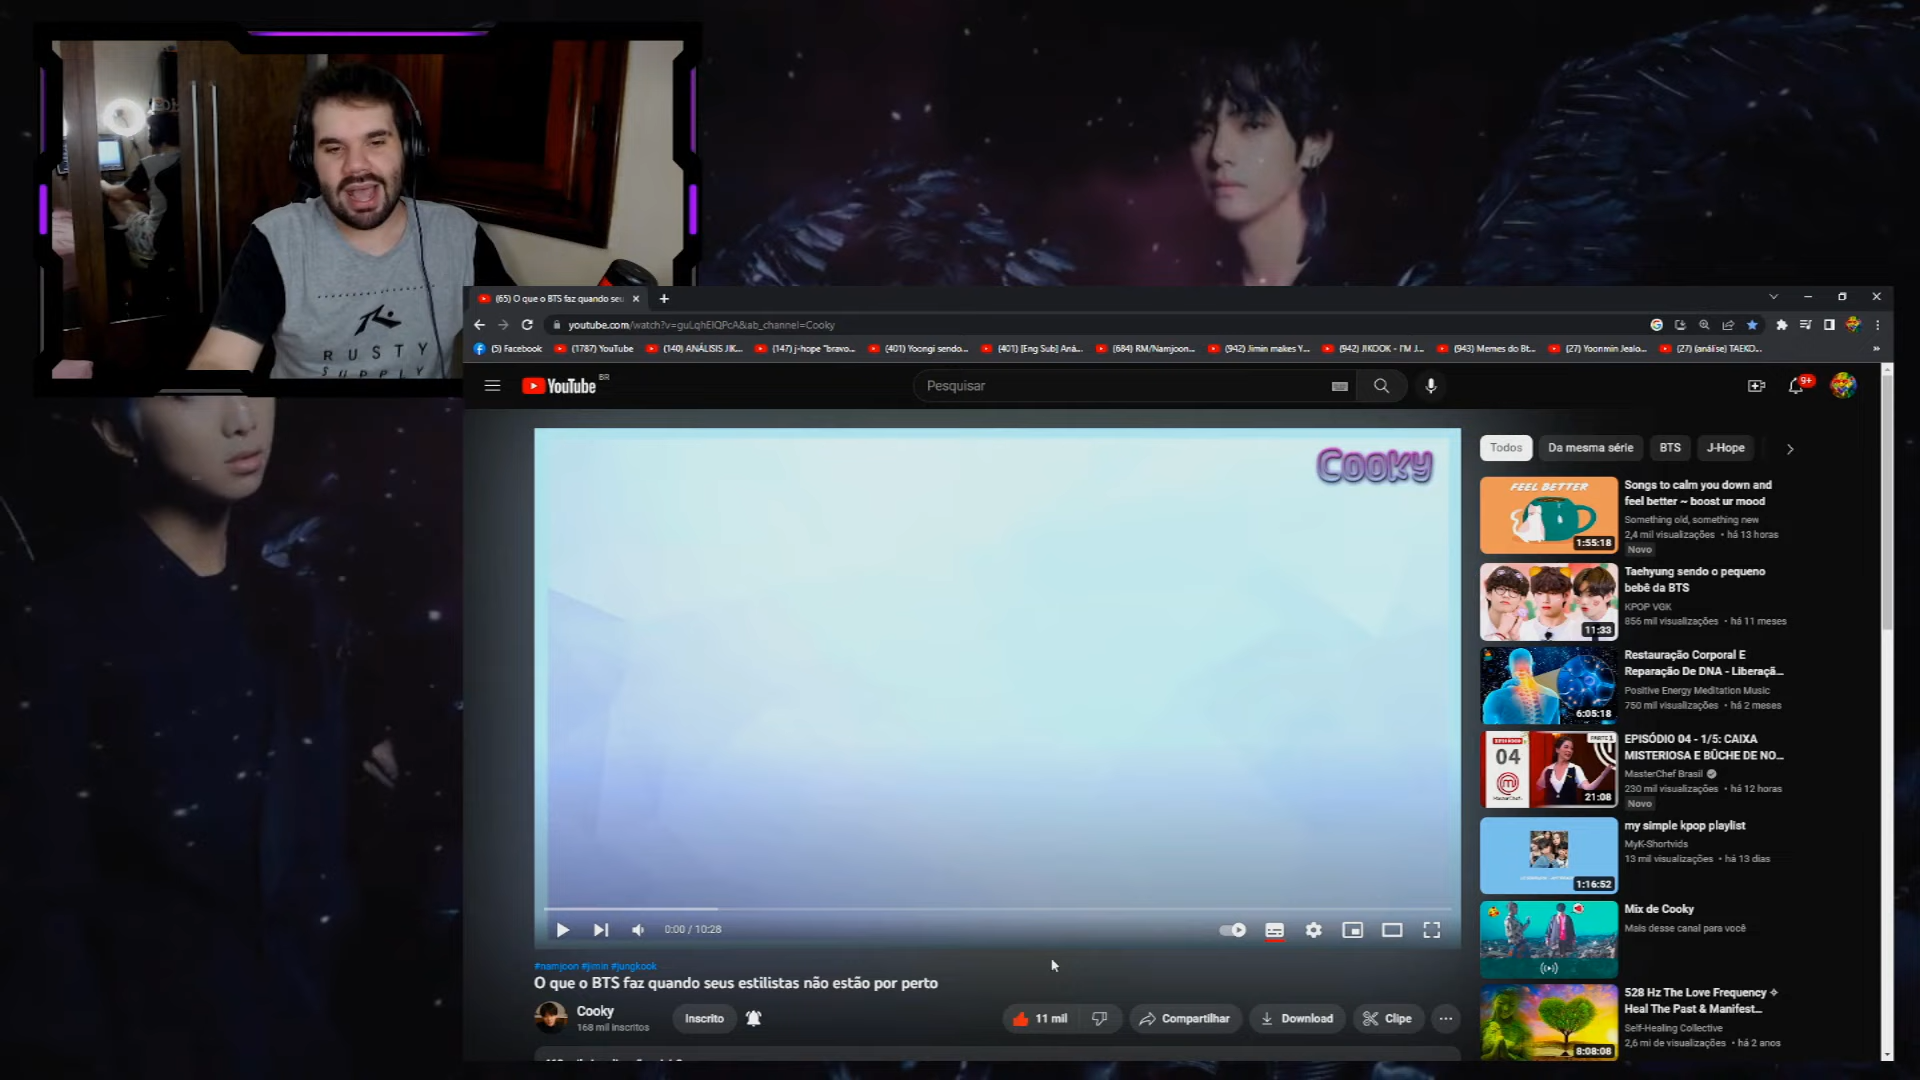 RUSTY
SUPPLY
(65) O que o BTS faz quando seu
youtube.com/watch?v=guLqhEIQPcA&ab_channel=Cooky
(5) Facebook
(1787) YouTube
(140) ANÁLISIS JIK...
(147) j-hope "bravo...
(401) Yoongi sendo...
(401) [Eng Sub] Aná...
(684) RM/Namjoon...
(942) Jimin makes Y...
(942) JIKOOK - I'M J...
(943) Memes do Bt...
(27) Yoonmin Jealo...
(27) (análise) TAEKO...
YouTube BR
Pesquisar
9+
Cooky
0:00 / 10:28
#namjoon #jimin #jungkook
O que o BTS faz quando seus estilistas não estão por perto
Cooky
168 mil inscritos
Inscrito
11 mil
Compartilhar
Download
Clipe
Todos
Da mesma série
BTS
J-Hope
FEEL BETTER
1:55:18
Songs to calm you down and
feel better ~ boost ur mood
Something old, something new
2,4 mil visualizações • há 13 horas
Novo
11:33
Taehyung sendo o pequeno
bebê da BTS
KPOP VGK
856 mil visualizações • há 11 meses
6:05:18
Restauração Corporal E
Reparação De DNA - Liberaçã...
Positive Energy Meditation Music
750 mil visualizações • há 2 meses
EPISÓDIO
04
PARTE 1
21:08
EPISÓDIO 04 - 1/5: CAIXA
MISTERIOSA E BÛCHE DE NO...
MasterChef Brasil
230 mil visualizações • há 12 horas
Novo
1:16:52
my simple kpop playlist
MyK-Shortvids
13 mil visualizações • há 13 dias
Mix de Cooky
Mais desse canal para você
8:08:08
528 Hz The Love Frequency ✧
Heal The Past & Manifest...
Self-Healing Collective
2,6 mi de visualizações • há 2 anos